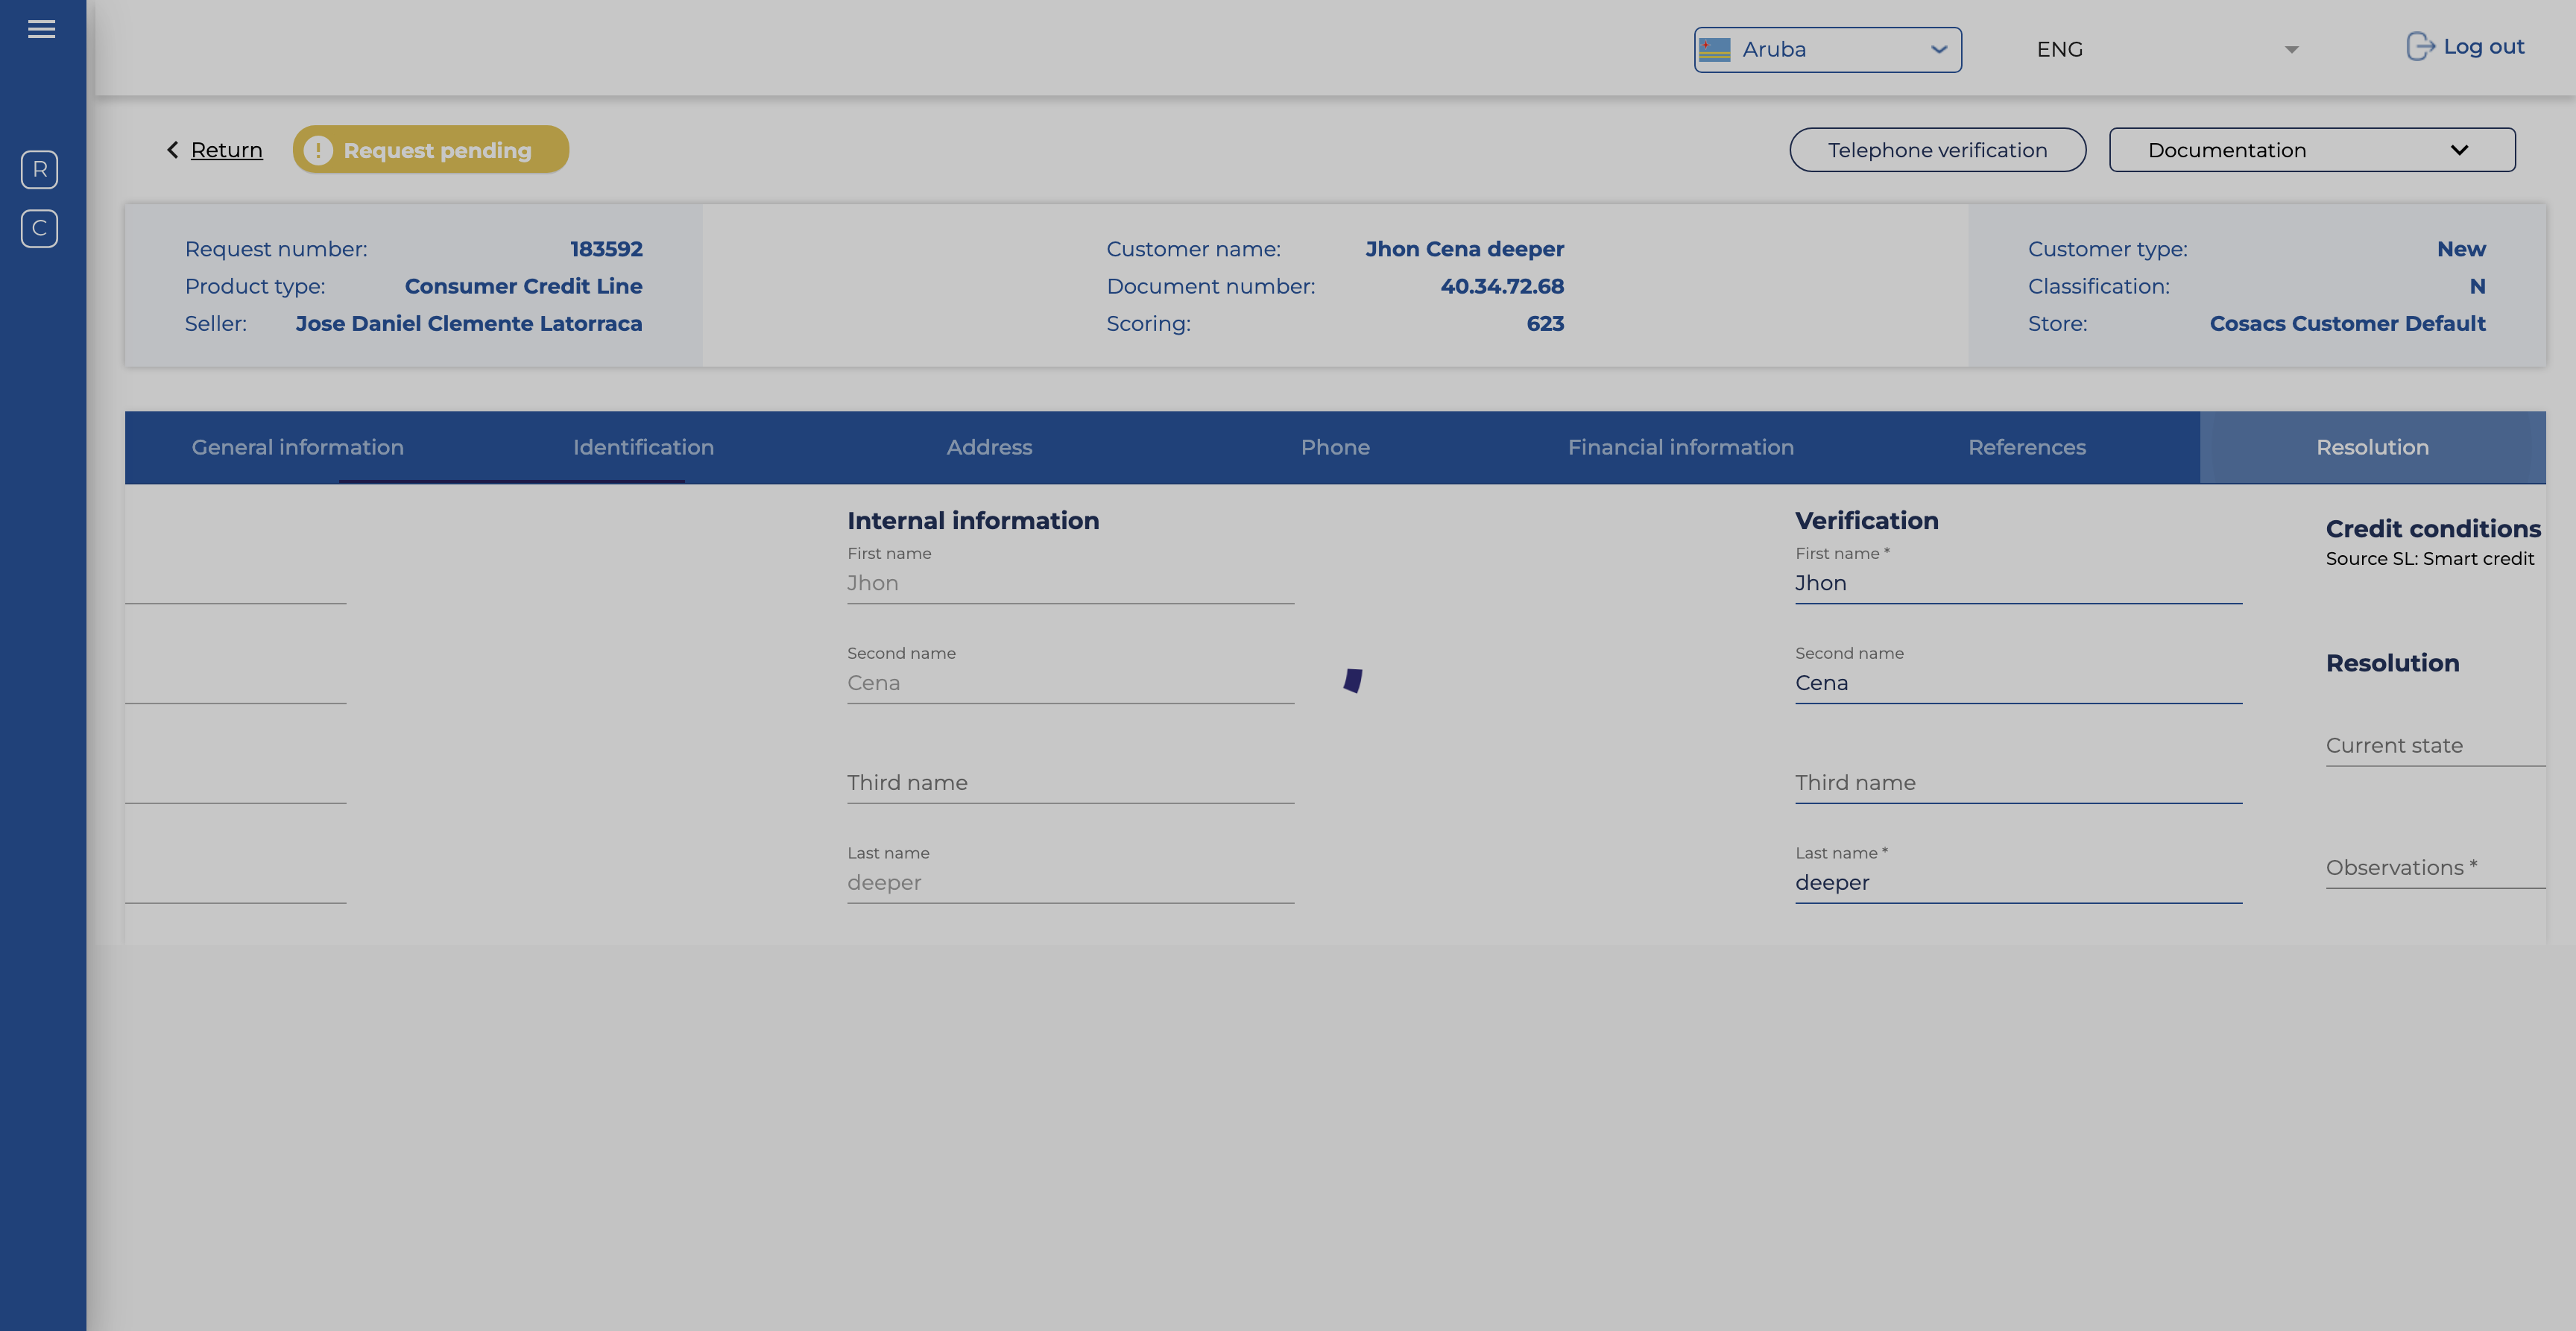 Aruba
ENG
Log out
R
C
Return
! Request pending
Telephone verification
Documentation
Request number: 183592
Product type: Consumer Credit Line
Seller: Jose Daniel Clemente Latorraca
Customer name: Jhon Cena deeper
Document number: 40.34.72.68
Scoring: 623
Customer type: New
Classification: N
Store: Cosacs Customer Default
General information
Identification
Address
Phone
Financial information
References
Resolution
Internal information
First name
Jhon
Second name
Cena
Third name
Last name
deeper
Verification
First name *
Jhon
Second name
Cena
Third name
Last name *
deeper
Credit conditions
Source SL: Smart credit
Resolution
Current state
Observations *